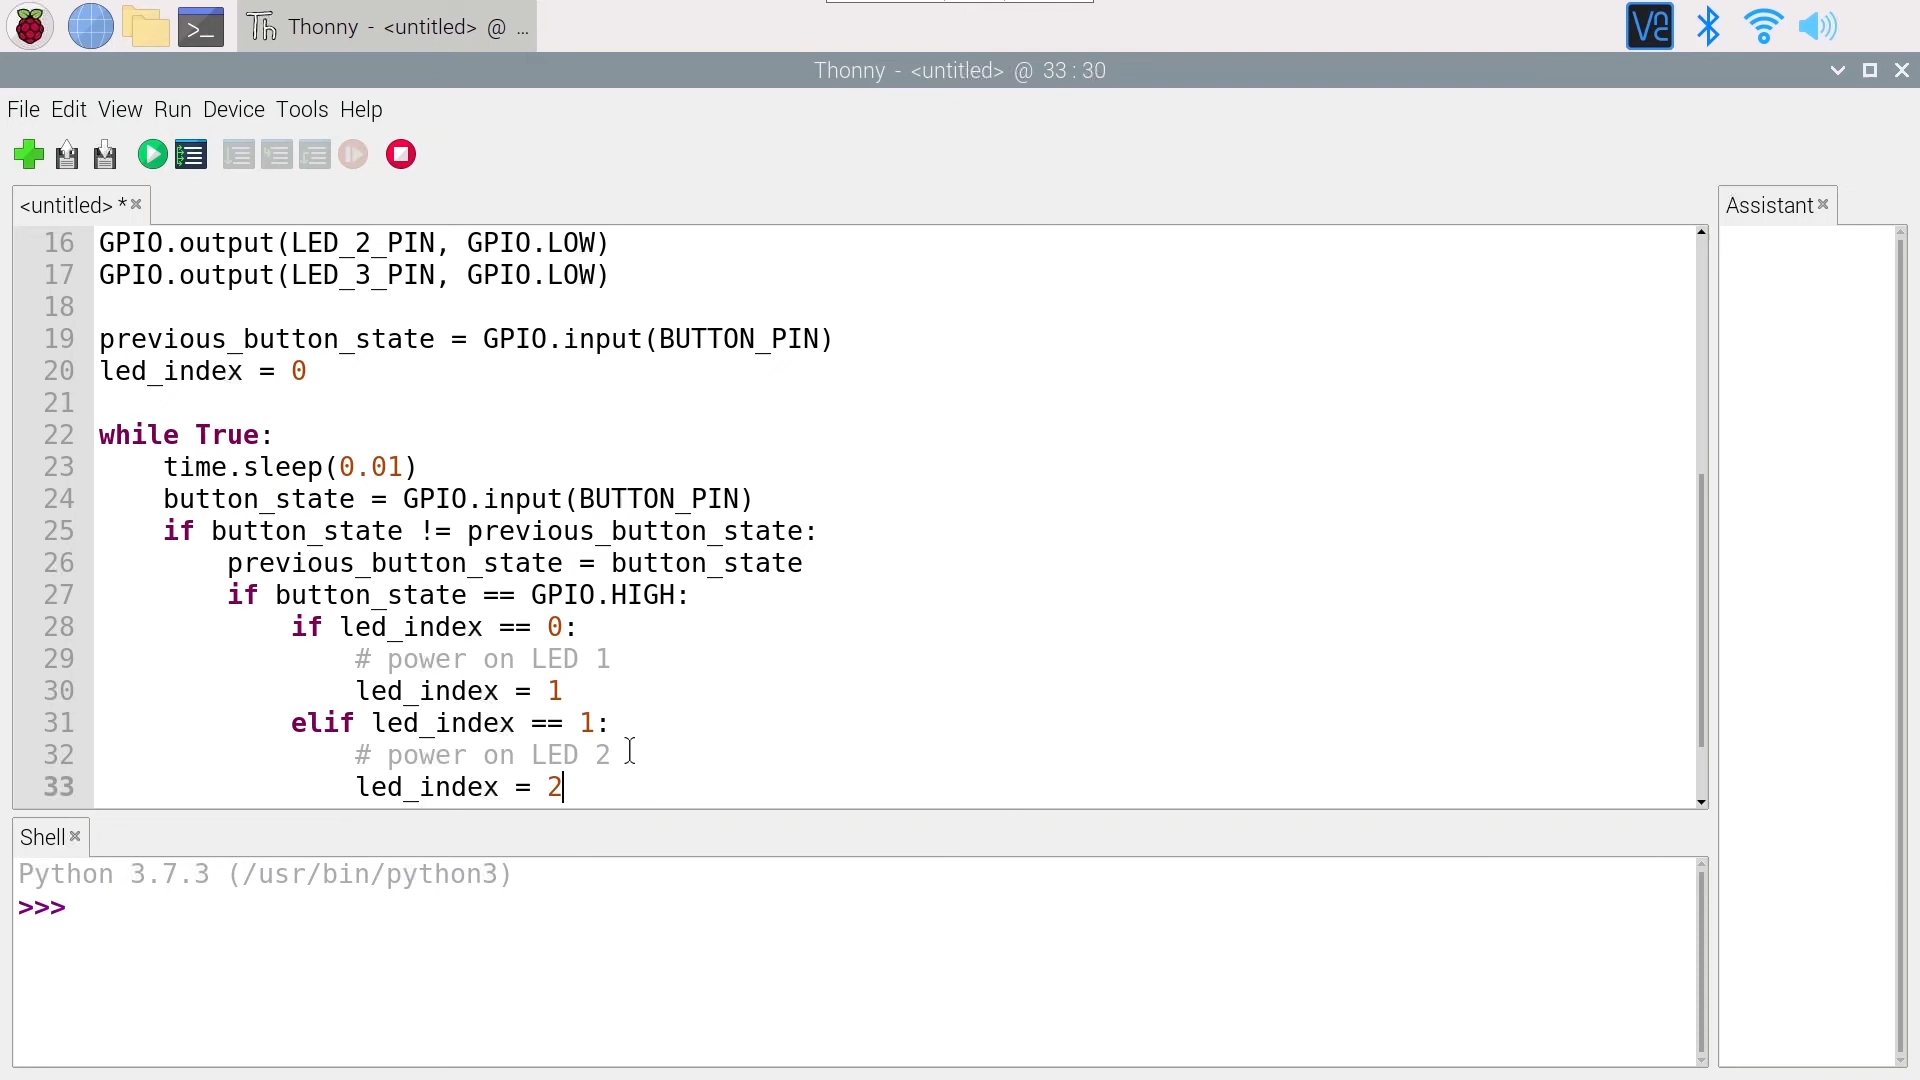 Thonny - <untitled> @ ...
Thonny - <untitled> @ 33 : 30
File Edit View Run Device Tools Help
<untitled> *
Assistant
16 GPIO.output(LED_2_PIN, GPIO.LOW)
17 GPIO.output(LED_3_PIN, GPIO.LOW)
18
19 previous_button_state = GPIO.input(BUTTON_PIN)
20 led_index = 0
21
22 while True:
23     time.sleep(0.01)
24     button_state = GPIO.input(BUTTON_PIN)
25     if button_state != previous_button_state:
26         previous_button_state = button_state
27         if button_state == GPIO.HIGH:
28             if led_index == 0:
29                 # power on LED 1
30                 led_index = 1
31             elif led_index == 1:
32                 # power on LED 2
33                 led_index = 2
Shell
Python 3.7.3 (/usr/bin/python3)
>>>